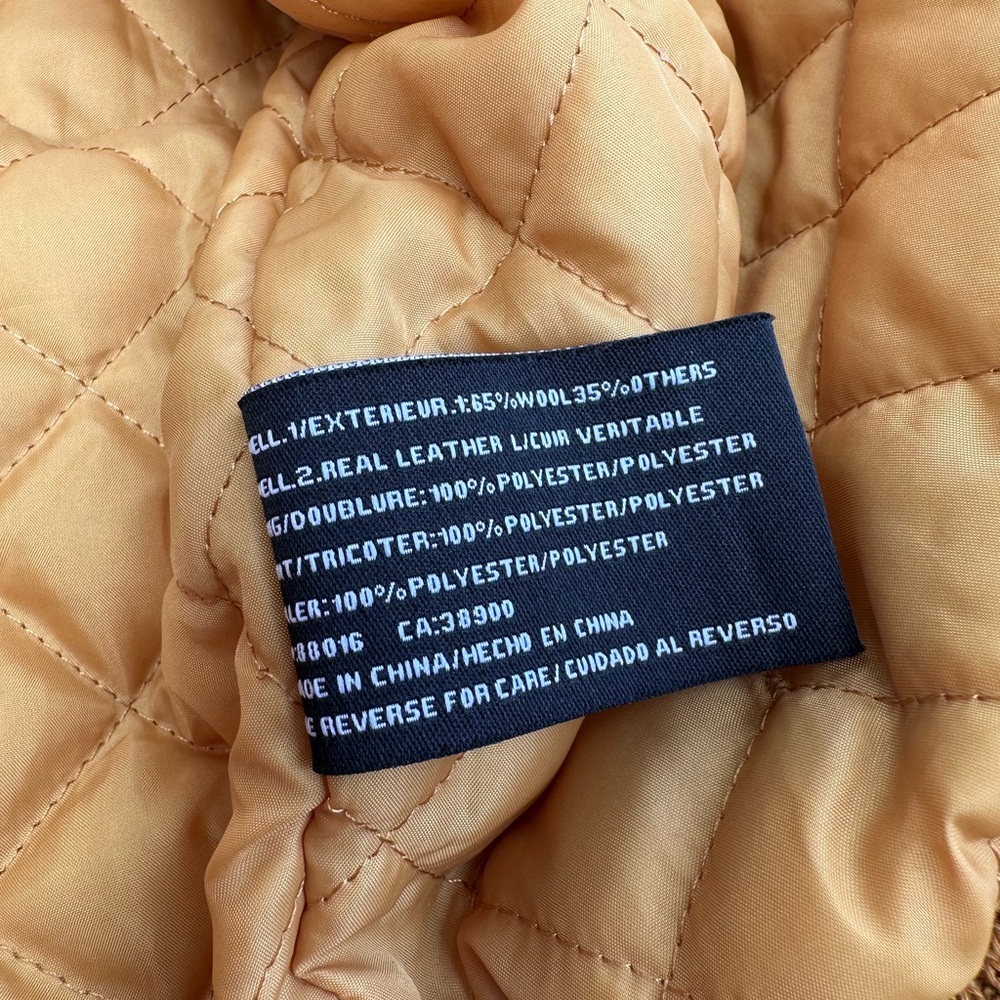 ELL.1/EXTERIEUR.1:65%WOOL35%OTHERS
ELL.2.REAL LEATHER L/CUIR VERITABLE
NG/DOUBLURE:100%POLYESTER/POLYESTER
IT/TRICOTER:100%POLYESTER/POLYESTER
LER:100%POLYESTER/POLYESTER
:88016 CA:38900
ADE IN CHINA/HECHO EN CHINA
E REVERSE FOR CARE/CUIDADO AL REVERSO